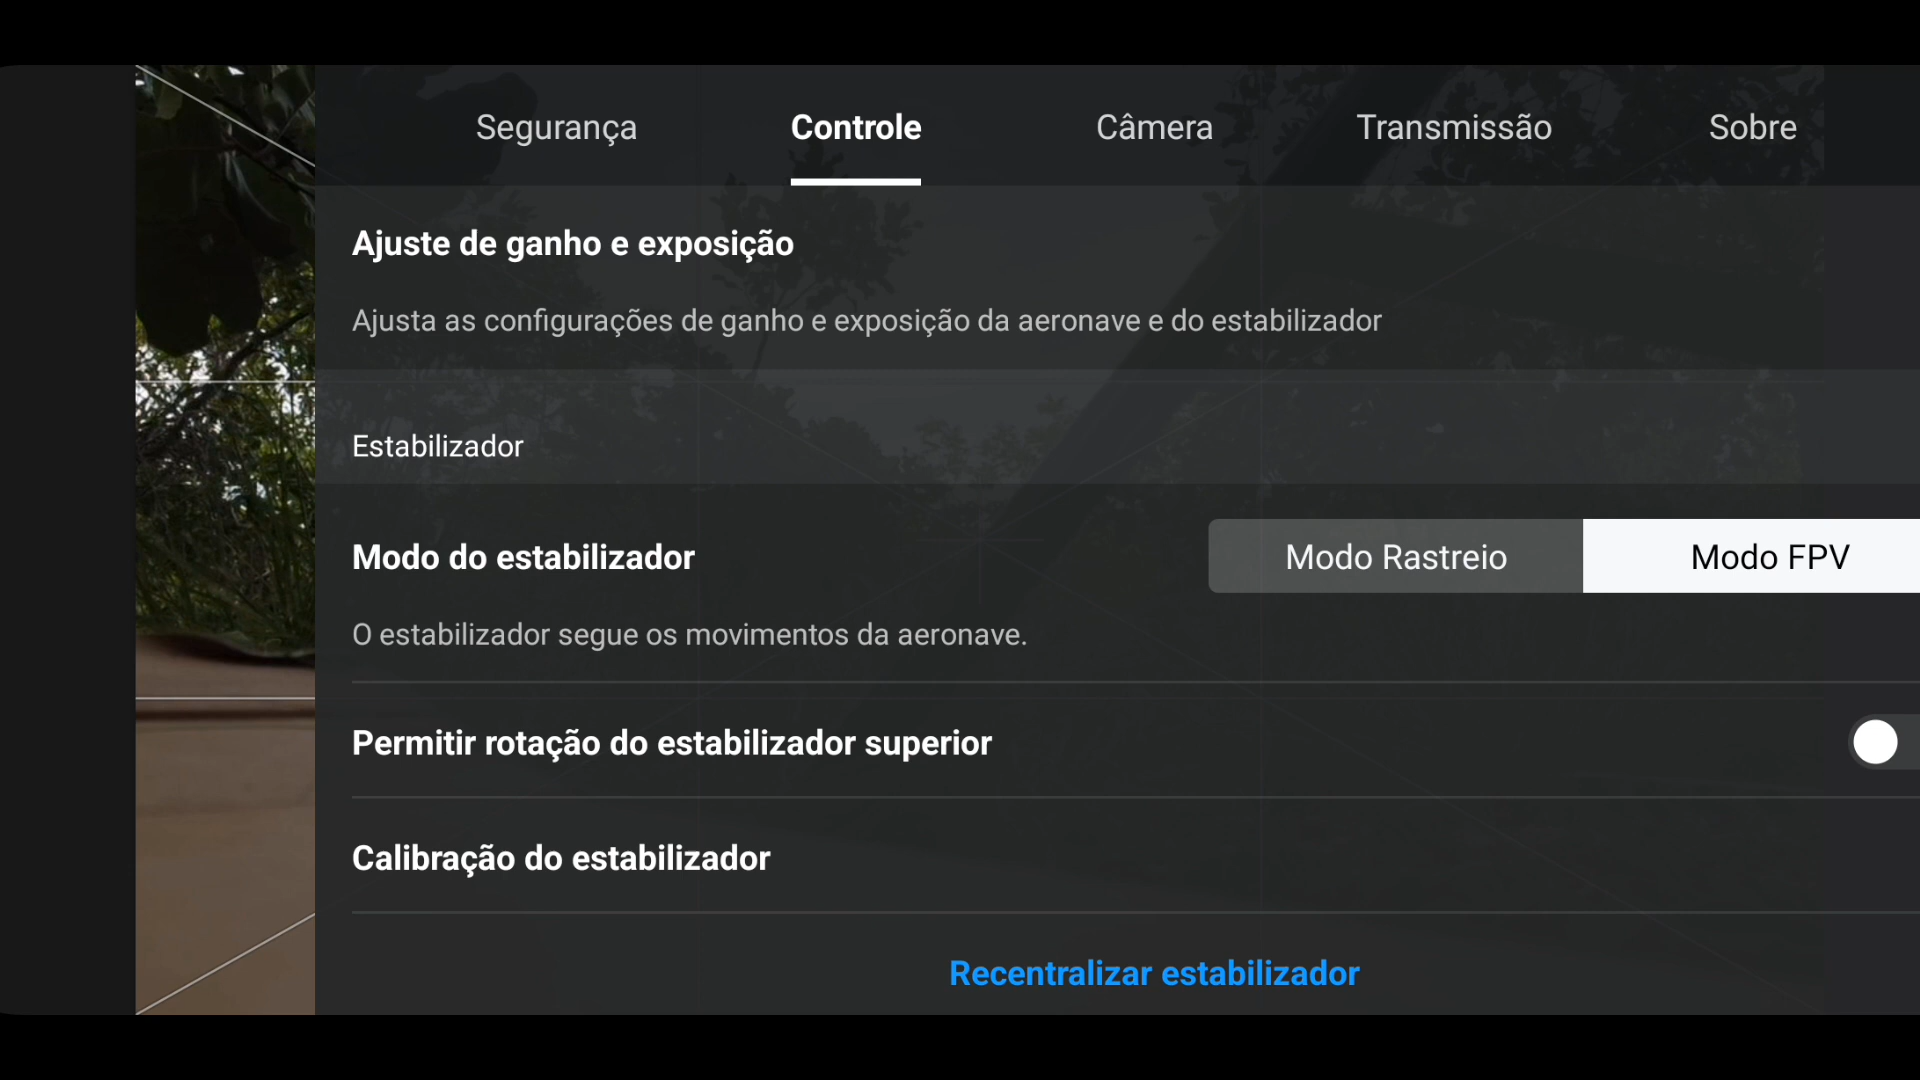 Segurança Controle Câmera Transmissão Sobre
Ajuste de ganho e exposição
Ajusta as configurações de ganho e exposição da aeronave e do estabilizador
Estabilizador
Modo do estabilizador Modo Rastreio Modo FPV
O estabilizador segue os movimentos da aeronave.
Permitir rotação do estabilizador superior
Calibração do estabilizador
Recentralizar estabilizador